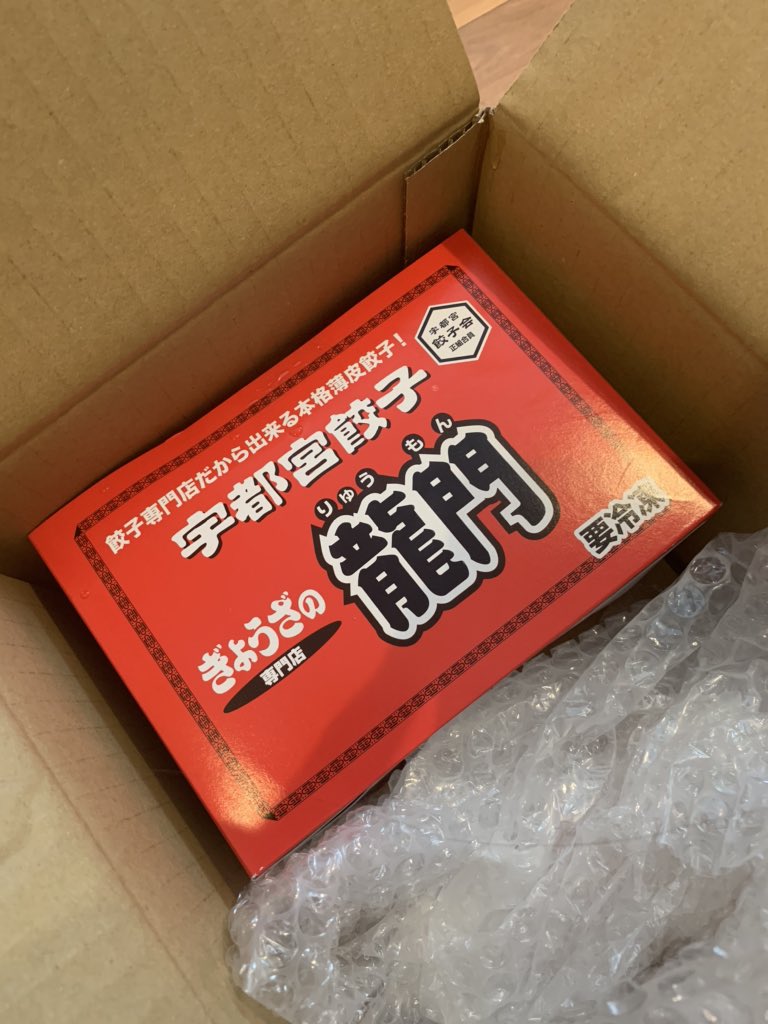 宇都宮
餃子会
正組合員
餃子専門店だから出来る本格薄皮餃子!
宇都宮餃子
りゅうもん
ぎょうざの龍門
専門店
要冷凍